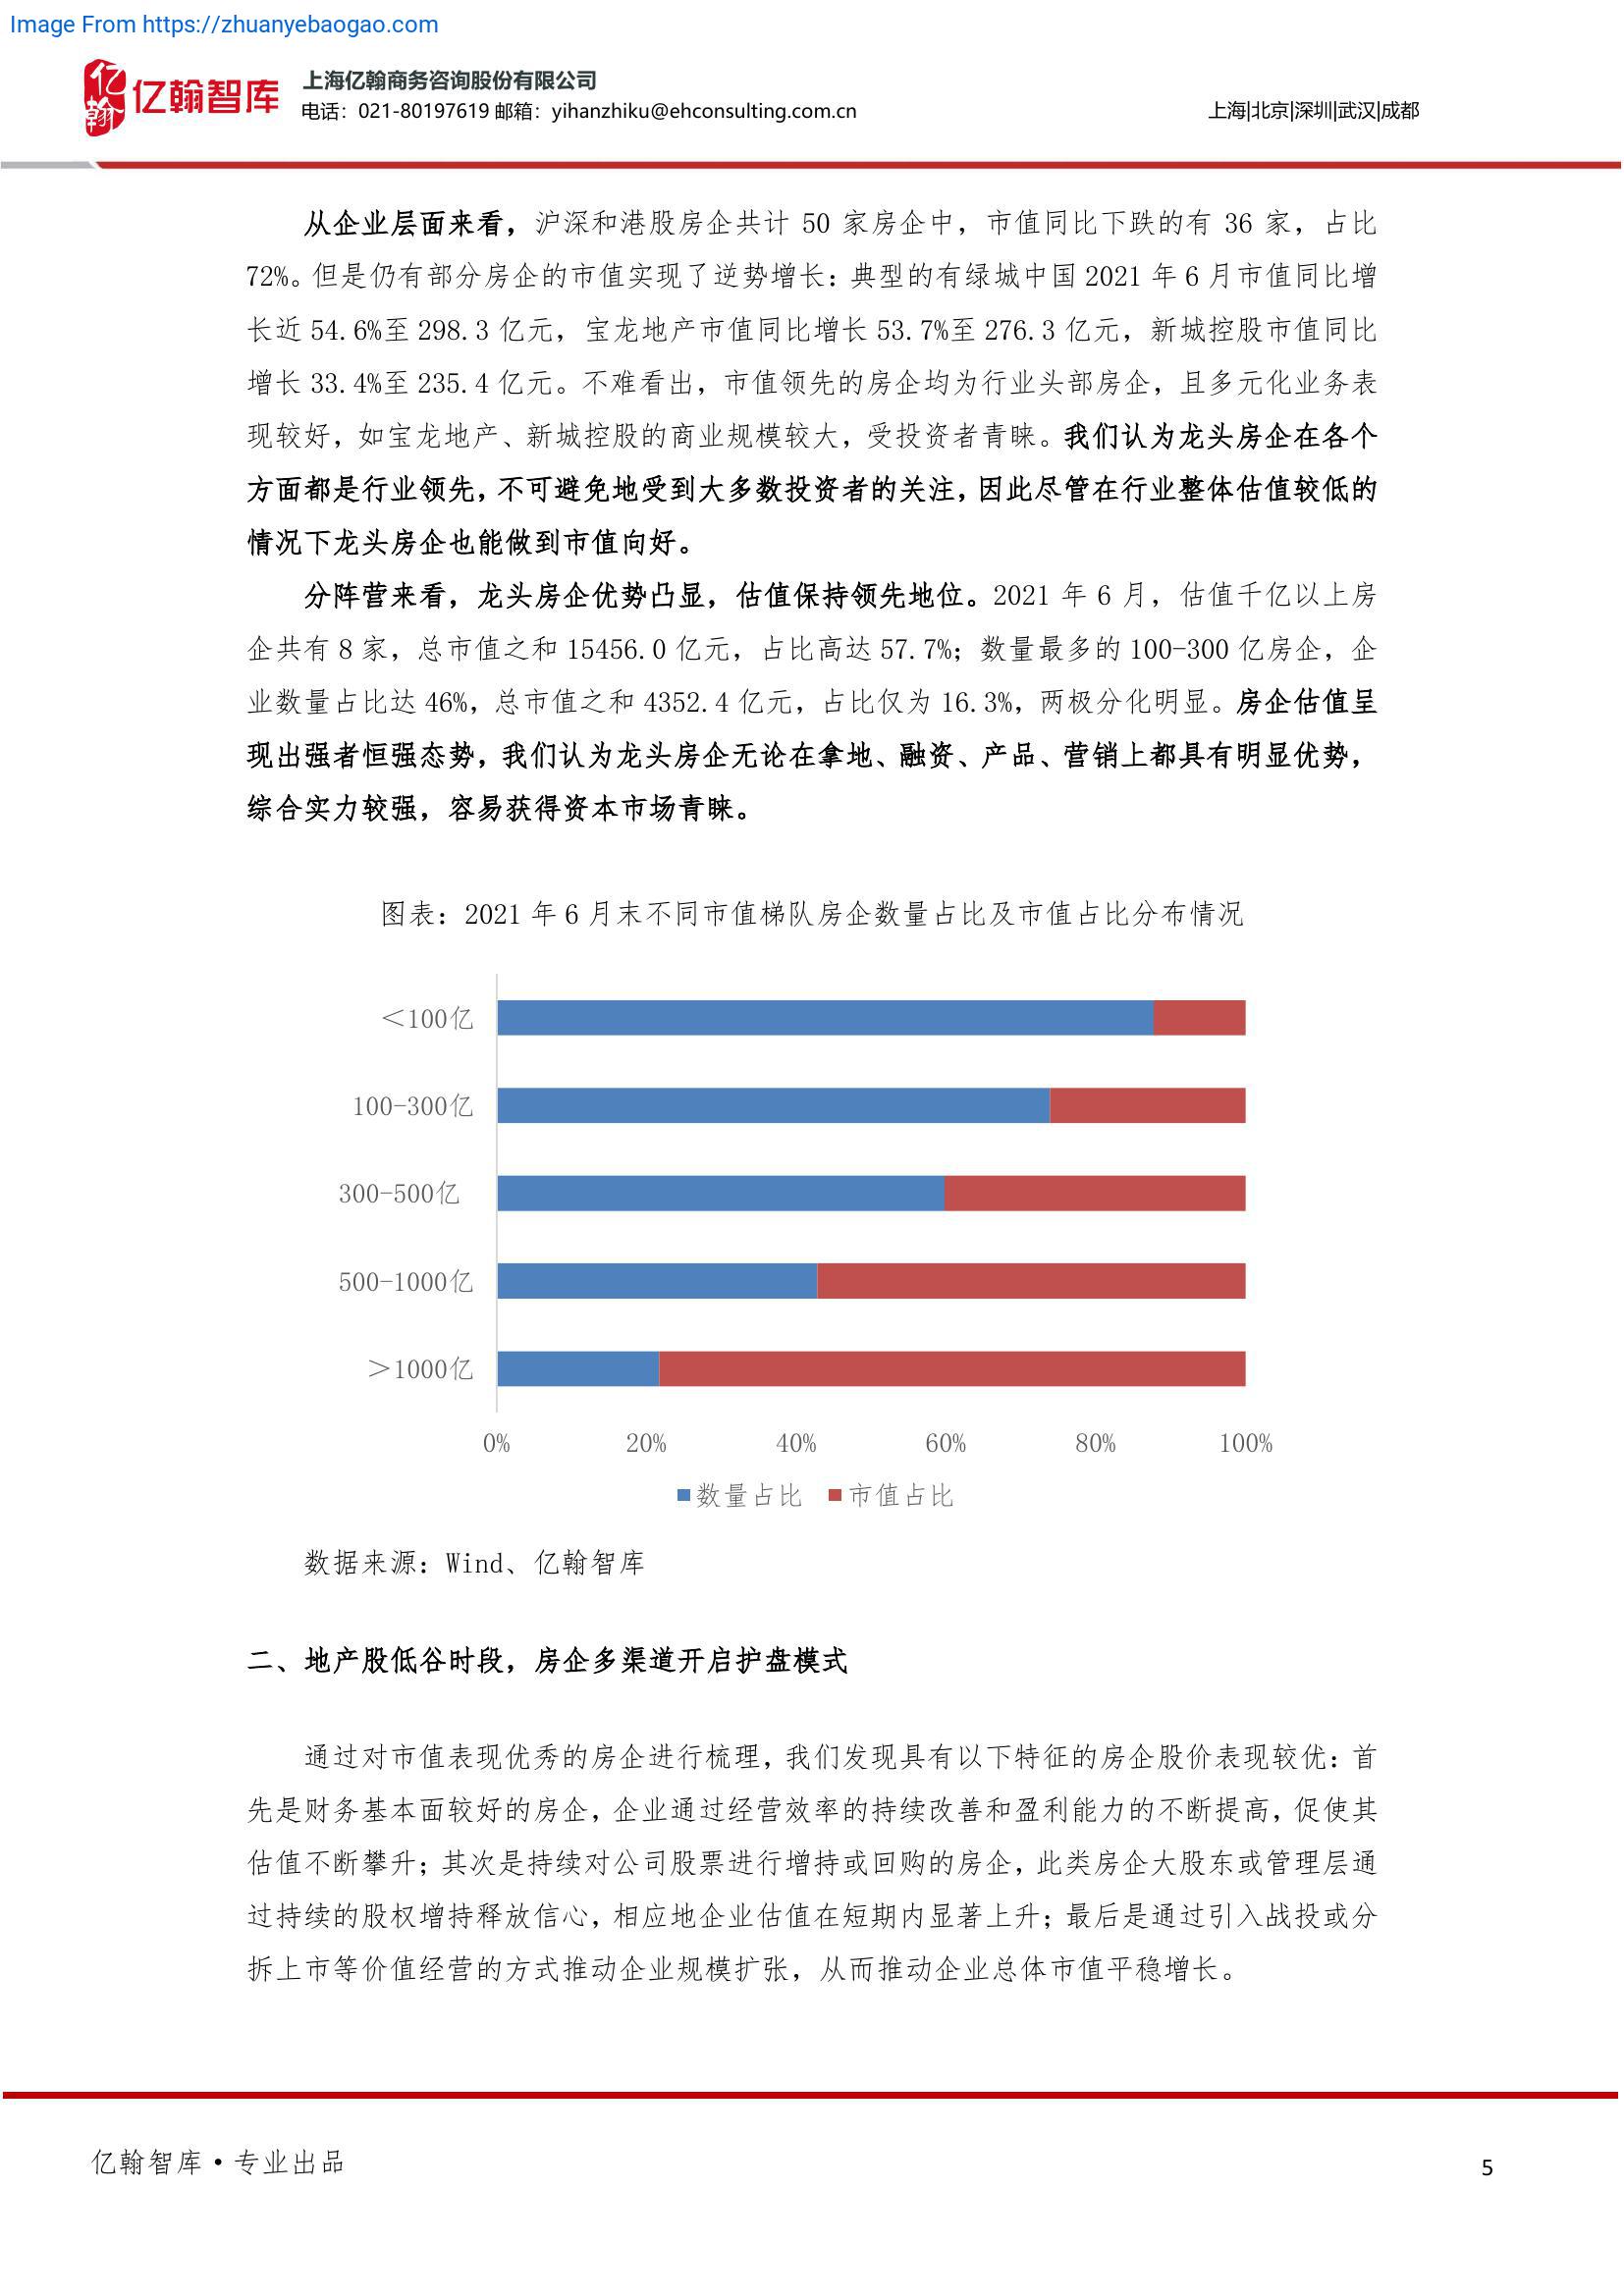 Image From https://zhuanyebaogao.com
亿翰
亿翰智库
上海亿翰商务咨询股份有限公司
电话：021-80197619 邮箱：yihanzhiku@ehconsulting.com.cn
上海|北京|深圳|武汉|成都
从企业层面来看，沪深和港股房企共计 50 家房企中，市值同比下跌的有 36 家，占比
72%。但是仍有部分房企的市值实现了逆势增长：典型的有绿城中国 2021 年 6 月市值同比增
长近 54.6%至 298.3 亿元，宝龙地产市值同比增长 53.7%至 276.3 亿元，新城控股市值同比
增长 33.4%至 235.4 亿元。不难看出，市值领先的房企均为行业头部房企，且多元化业务表
现较好，如宝龙地产、新城控股的商业规模较大，受投资者青睐。我们认为龙头房企在各个
方面都是行业领先，不可避免地受到大多数投资者的关注，因此尽管在行业整体估值较低的
情况下龙头房企也能做到市值向好。
分阵营来看，龙头房企优势凸显，估值保持领先地位。2021 年 6 月，估值千亿以上房
企共有 8 家，总市值之和 15456.0 亿元，占比高达 57.7%；数量最多的 100-300 亿房企，企
业数量占比达 46%，总市值之和 4352.4 亿元，占比仅为 16.3%，两极分化明显。房企估值呈
现出强者恒强态势，我们认为龙头房企无论在拿地、融资、产品、营销上都具有明显优势，
综合实力较强，容易获得资本市场青睐。
图表：2021 年 6 月末不同市值梯队房企数量占比及市值占比分布情况
＜100亿
100-300亿
300-500亿
500-1000亿
＞1000亿
0% 20% 40% 60% 80% 100%
数量占比 市值占比
数据来源：Wind、亿翰智库
二、地产股低谷时段，房企多渠道开启护盘模式
通过对市值表现优秀的房企进行梳理，我们发现具有以下特征的房企股价表现较优：首
先是财务基本面较好的房企，企业通过经营效率的持续改善和盈利能力的不断提高，促使其
估值不断攀升；其次是持续对公司股票进行增持或回购的房企，此类房企大股东或管理层通
过持续的股权增持释放信心，相应地企业估值在短期内显著上升；最后是通过引入战投或分
拆上市等价值经营的方式推动企业规模扩张，从而推动企业总体市值平稳增长。
亿翰智库·专业出品
5